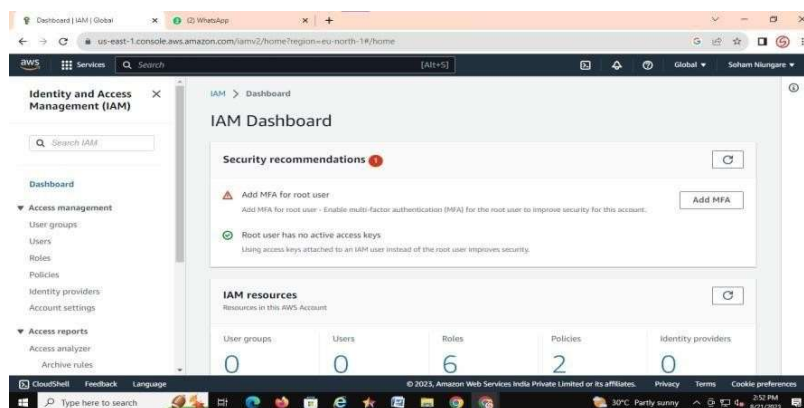 Dashboard | IAM | Global
(2) WhatsApp
us-east-1.console.aws.amazon.com/iamv2/home?region=eu-north-1#/home
aws
Services
Search
[Alt+S]
Global
Soham Niungare
Identity and Access Management (IAM)
Search IAM
Dashboard
Access management
User groups
Users
Roles
Policies
Identity providers
Account settings
Access reports
Access analyzer
Archive rules
IAM > Dashboard
IAM Dashboard
Security recommendations 1
Add MFA for root user
Add MFA for root user - Enable multi-factor authentication (MFA) for the root user to improve security for this account.
Add MFA
Root user has no active access keys
Using access keys attached to an IAM user instead of the root user improves security.
IAM resources
Resources in this AWS Account
User groups Users Roles Policies Identity providers
0 0 6 2 0
CloudShell Feedback Language
© 2023, Amazon Web Services India Private Limited or its affiliates. Privacy Terms Cookie preferences
Type here to search
30°C Partly sunny
2:52 PM
8/21/2023